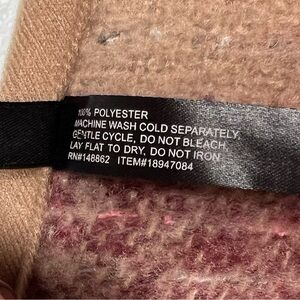 100% POLYESTER
MACHINE WASH COLD SEPARATELY
GENTLE CYCLE, DO NOT BLEACH,
LAY FLAT TO DRY, DO NOT IRON
RN#148862 ITEM#18947084